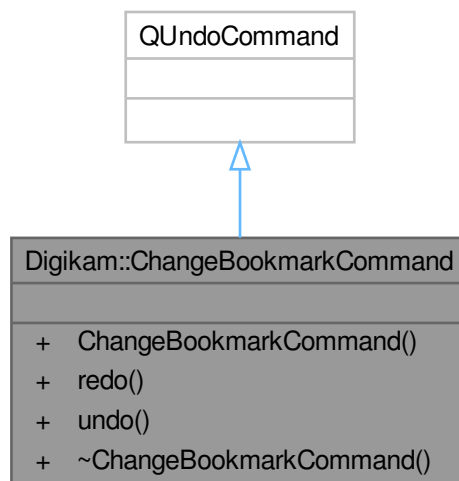 QUndoCommand
Digikam::ChangeBookmarkCommand
+ ChangeBookmarkCommand()
+ redo()
+ undo()
+ ~ChangeBookmarkCommand()